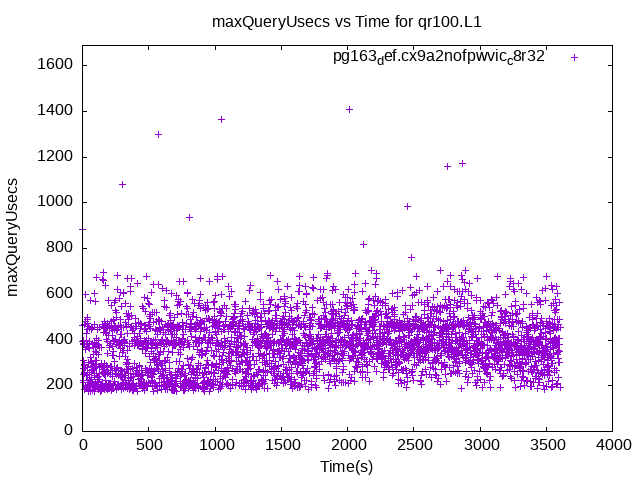 maxQueryUsecs vs Time for qr100.L1
pg163def.cx9a2nofpwvicc8r32
1600
1400
1200
1000
800
600
400
200
0
maxQueryUsecs
0 500 1000 1500 2000 2500 3000 3500 4000
Time(s)